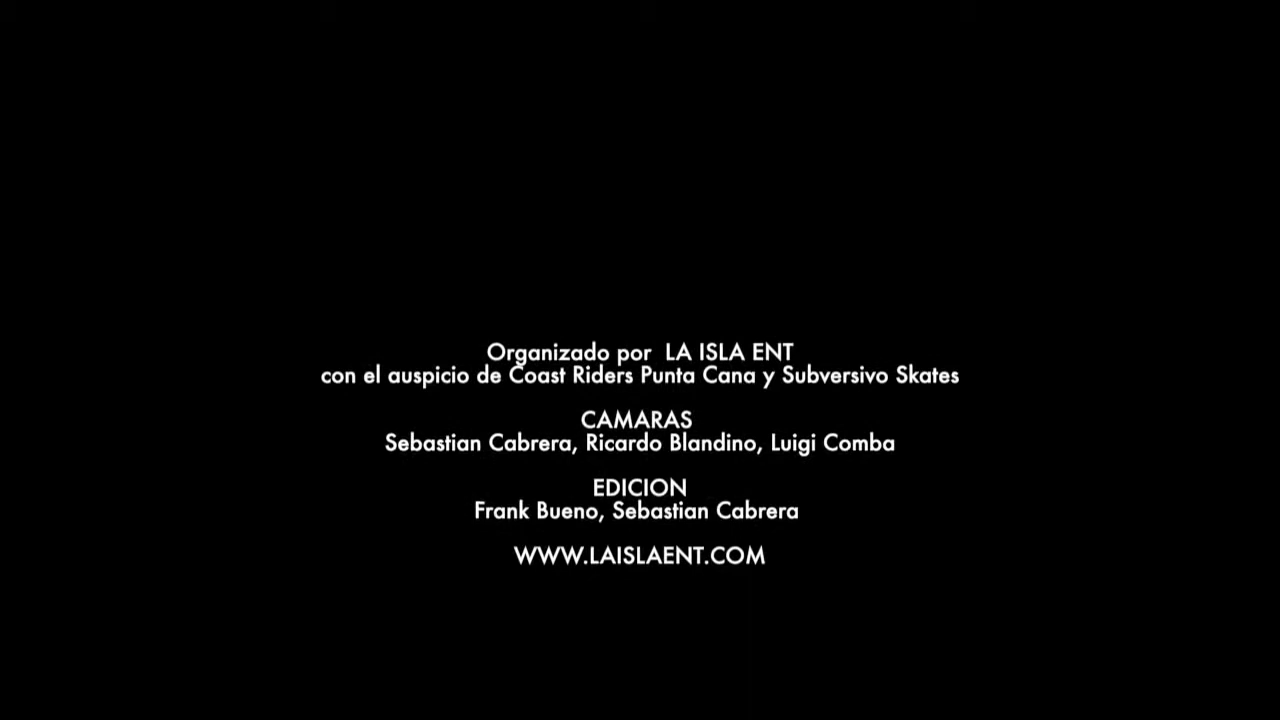 Organizado por LA ISLA ENT
con el auspicio de Coast Riders Punta Cana y Subversivo Skates
CAMARAS
Sebastian Cabrera, Ricardo Blandino, Luigi Comba
EDICION
Frank Bueno, Sebastian Cabrera
WWW.LAISLAENT.COM